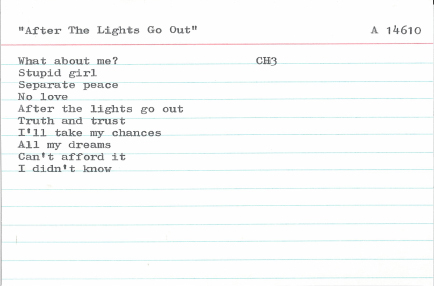 "After The Lights Go Out" A 14610
What about me? CH3
Stupid girl
Separate peace
No love
After the lights go out
Truth and trust
I'll take my chances
All my dreams
Can't afford it
I didn't know